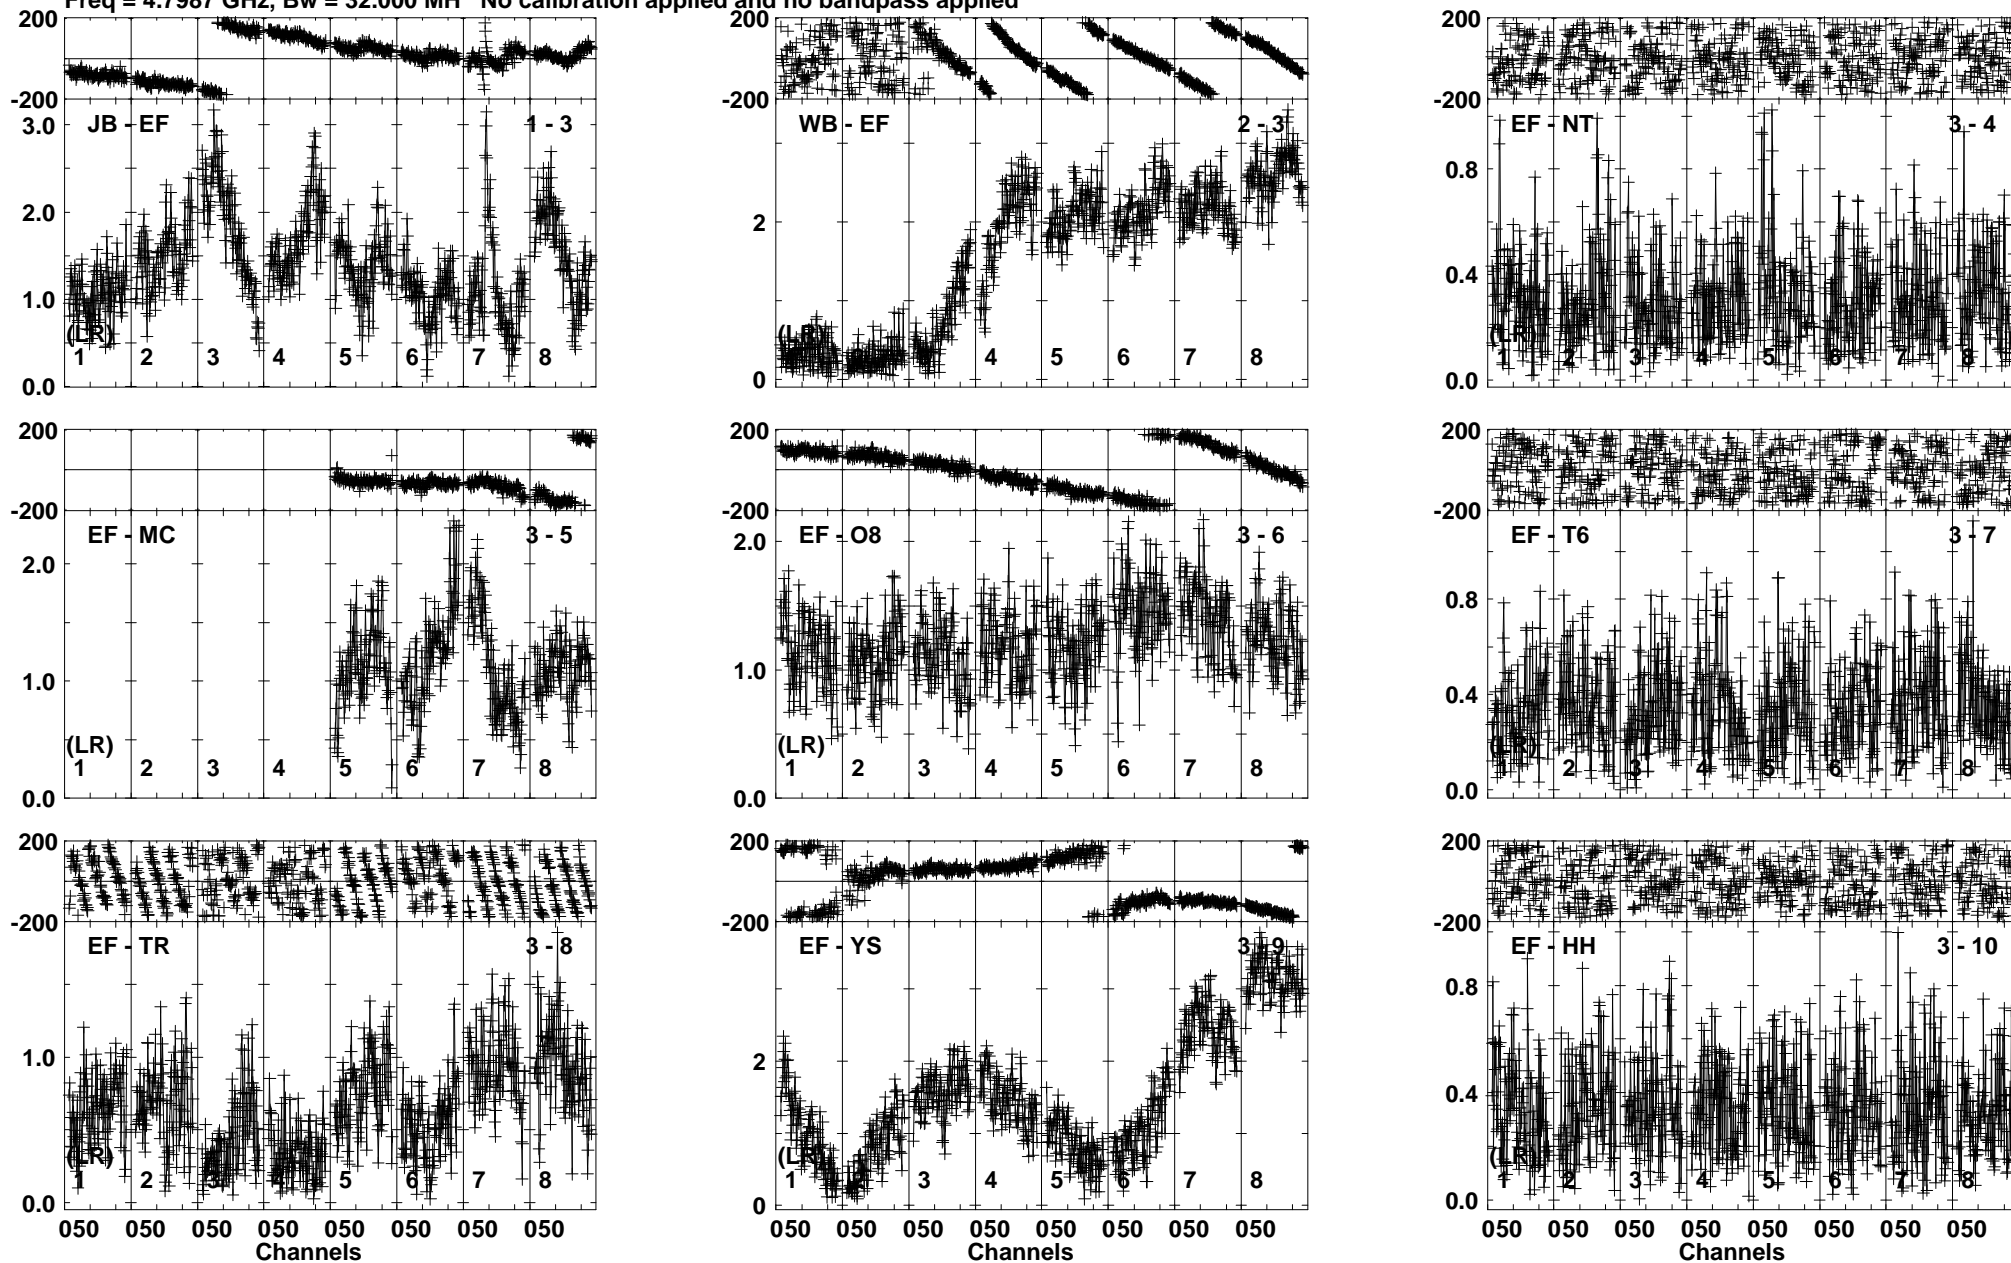 Freq = 4.7987 GHz, Bw = 32.000 MH No calibration applied and no bandpass applied
200
-200
JB - EF 1 - 3
3.0
2.0
1.0
0.0
(LR)
1 2 3 4 5 6 7 8
200
-200
WB - EF 2 - 3
2
0
(LR)
1 2 3 4 5 6 7 8
200
-200
EF - NT 3 - 4
0.8
0.4
0.0
(LR)
1 2 3 4 5 6 7 8
200
-200
EF - MC 3 - 5
2.0
1.0
0.0
(LR)
1 2 3 4 5 6 7 8
200
-200
EF - O8 3 - 6
2.0
1.0
0.0
(LR)
1 2 3 4 5 6 7 8
200
-200
EF - T6 3 - 7
0.8
0.4
0.0
(LR)
1 2 3 4 5 6 7 8
200
-200
EF - TR 3 - 8
1.0
0.0
(LR)
1 2 3 4 5 6 7 8
050 050 050 050 050 050 050 050
Channels
200
-200
EF - YS 3 - 9
2
0
(LR)
1 2 3 4 5 6 7 8
050 050 050 050 050 050 050 050
Channels
200
-200
EF - HH 3 - 10
0.8
0.4
0.0
(LR)
1 2 3 4 5 6 7 8
050 050 050 050 050 050 050 050
Channels